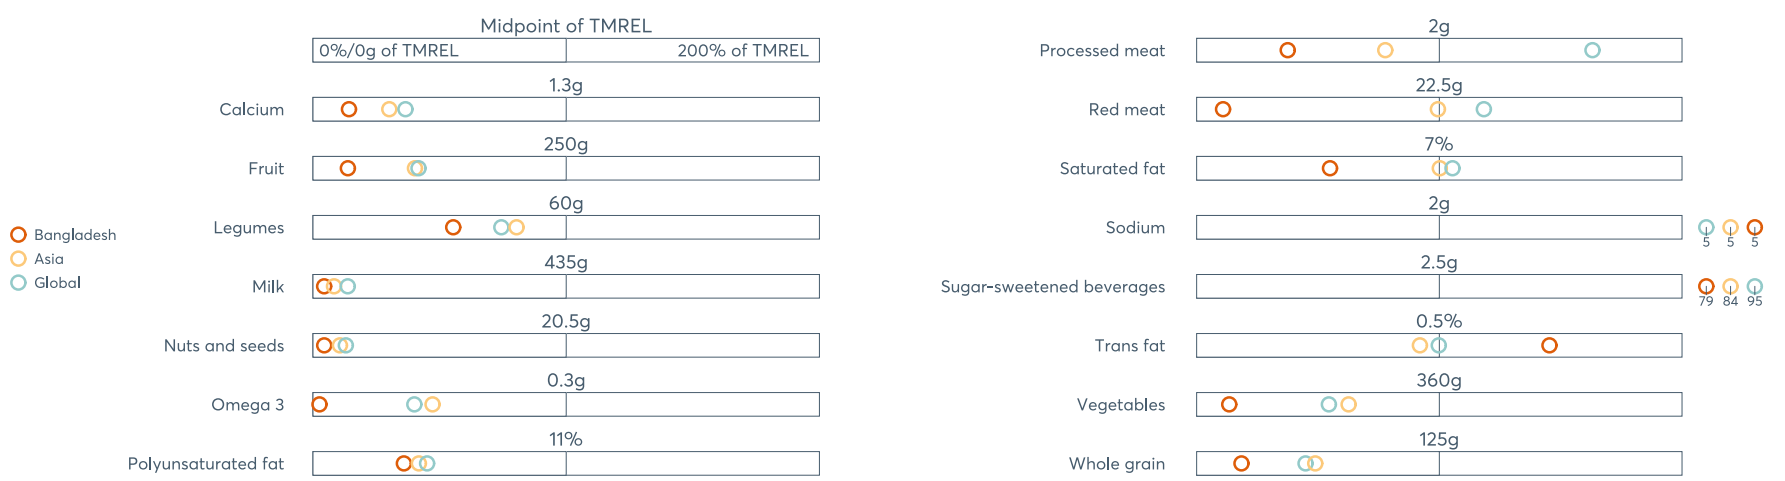 Midpoint of TMREL
0%/0g of TMREL 200% of TMREL
Calcium 1.3g
Fruit 250g
Legumes 60g
Milk 435g
Nuts and seeds 20.5g
Omega 3 0.3g
Polyunsaturated fat 11%
Bangladesh
Asia
Global
Processed meat 2g
Red meat 22.5g
Saturated fat 7%
Sodium 2g
5 5 5
Sugar-sweetened beverages 2.5g
79 84 95
Trans fat 0.5%
Vegetables 360g
Whole grain 125g